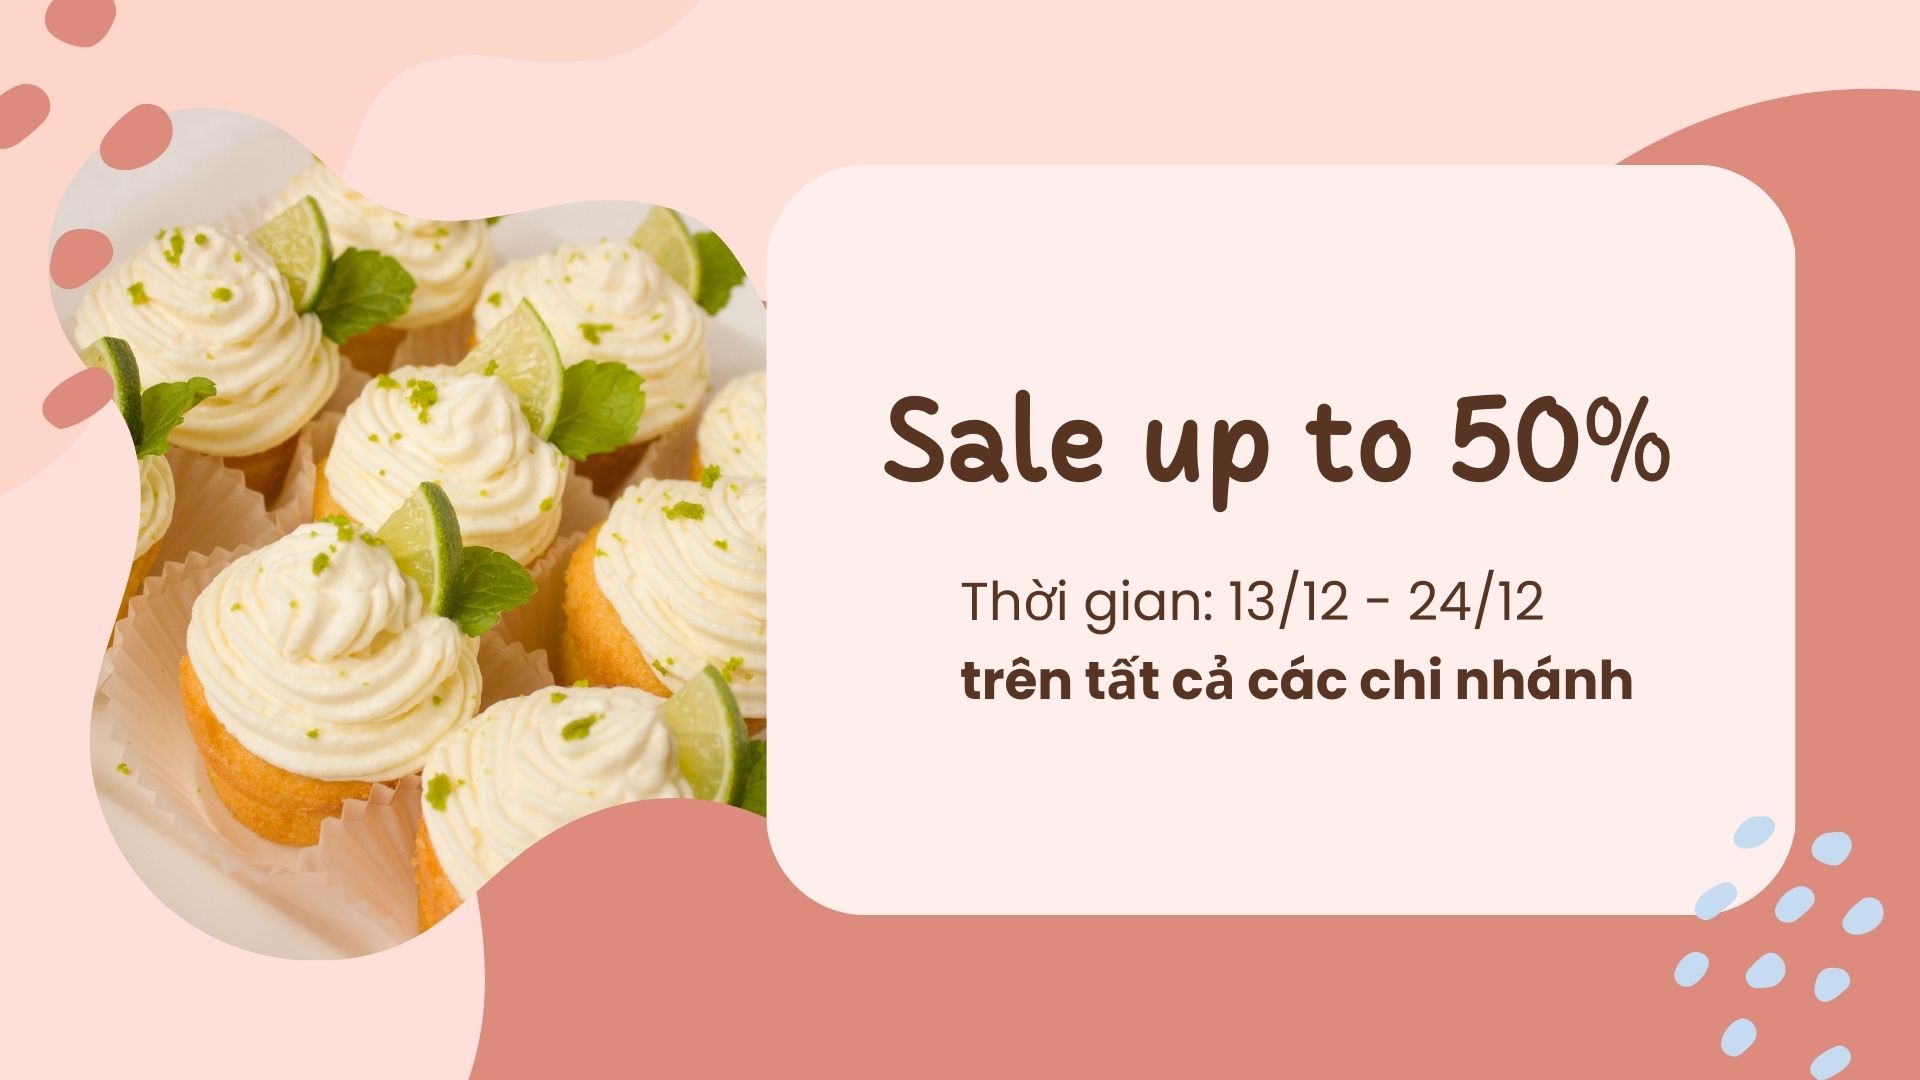 Sale up to 50%
Thời gian: 13/12 - 24/12
trên tất cả các chi nhánh